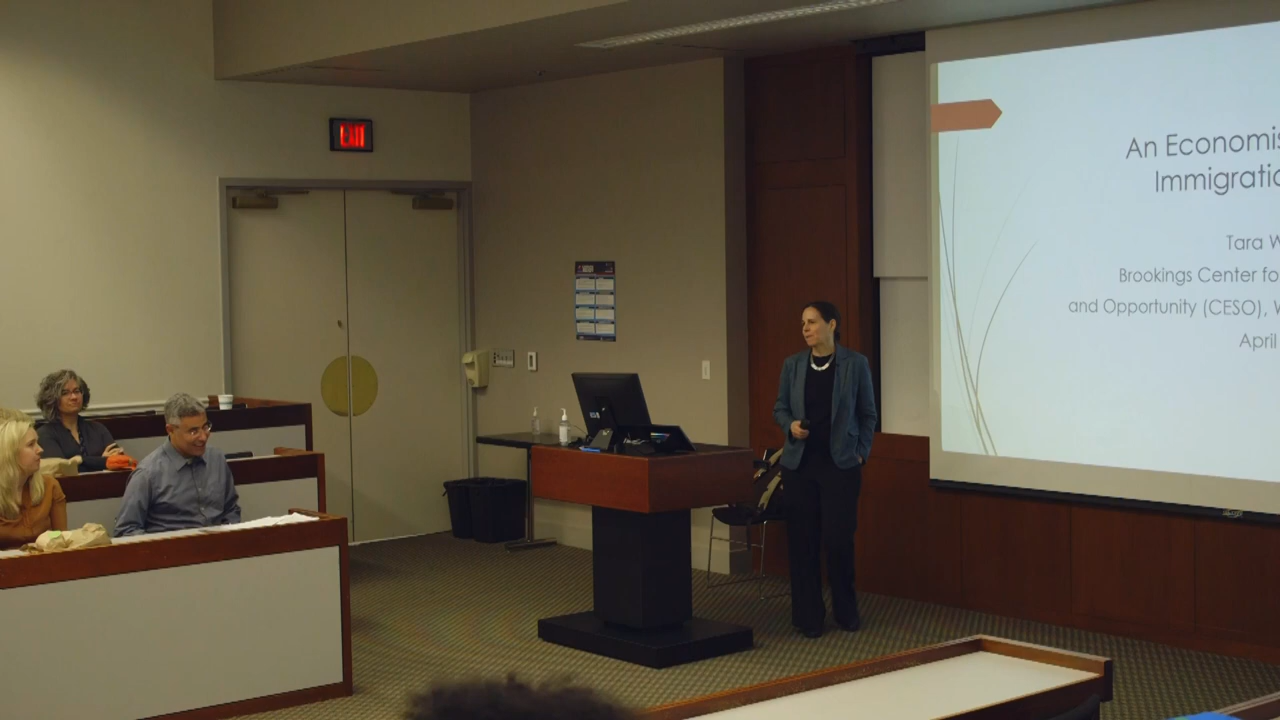 EXIT
An Economis
Immigratio
Tara W
Brookings Center fo
and Opportunity (CESO), W
April